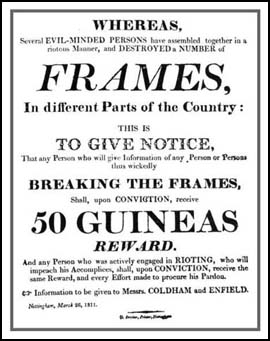 WHEREAS,
Several EVIL-MINDED PERSONS have assembled together in a
riotous Manner, and DESTROYED a NUMBER of
FRAMES,
In different Parts of the Country:
THIS IS
TO GIVE NOTICE,
That any Person who will give Information of any Person or Persons
thus wickedly
BREAKING THE FRAMES,
Shall, upon CONVICTION, receive
50 GUINEAS
REWARD.
And any Person who was actively engaged in RIOTING, who will
impeach his Accomplices, shall, upon CONVICTION, receive the
same Reward, and every Effort made to procure his Pardon.
☞ Information to be given to Messrs. COLDHAM and ENFIELD.
Nottingham, March 26, 1811.
Printer, Nottingham